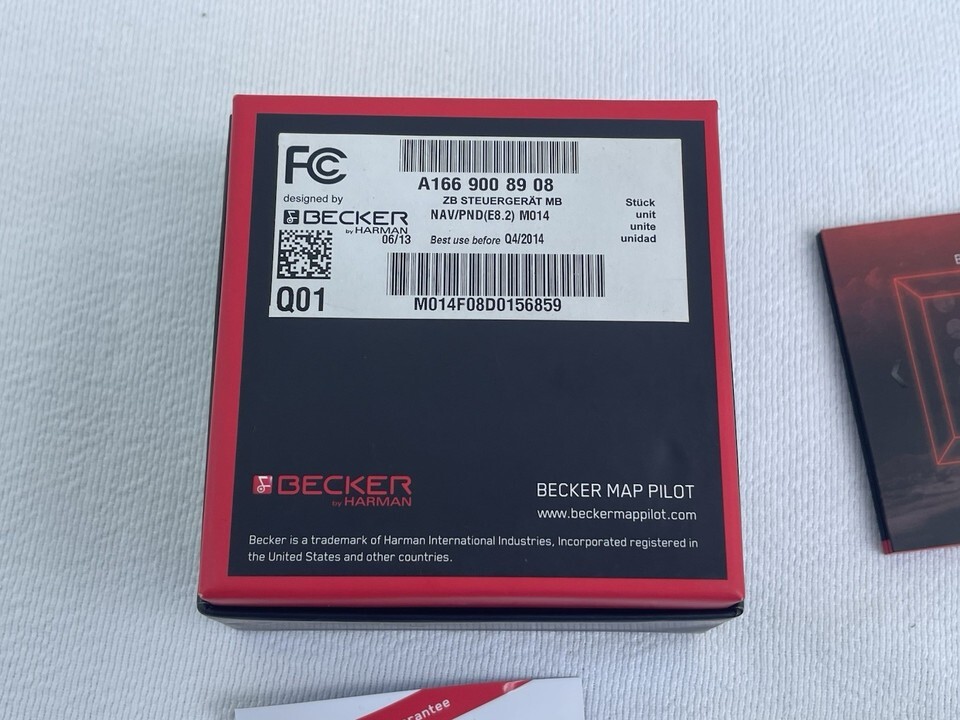 FC
A166 900 89 08
ZB STEUERGERÄT MB
NAV/PND(E8.2) M014
designed by
BECKER
by HARMAN
06/13 Best use before Q4/2014
Stück
unit
unite
unidad
Q01
M014F08D0156859
BECKER
by HARMAN
BECKER MAP PILOT
www.beckermappilot.com
Becker is a trademark of Harman International Industries, Incorporated registered in
the United States and other countries.